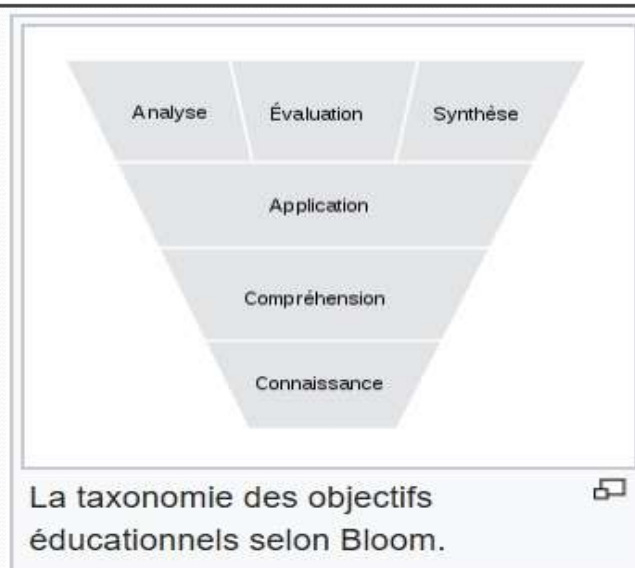 Analyse Évaluation Synthèse
Application
Compréhension
Connaissance
La taxonomie des objectifs
éducationnels selon Bloom.